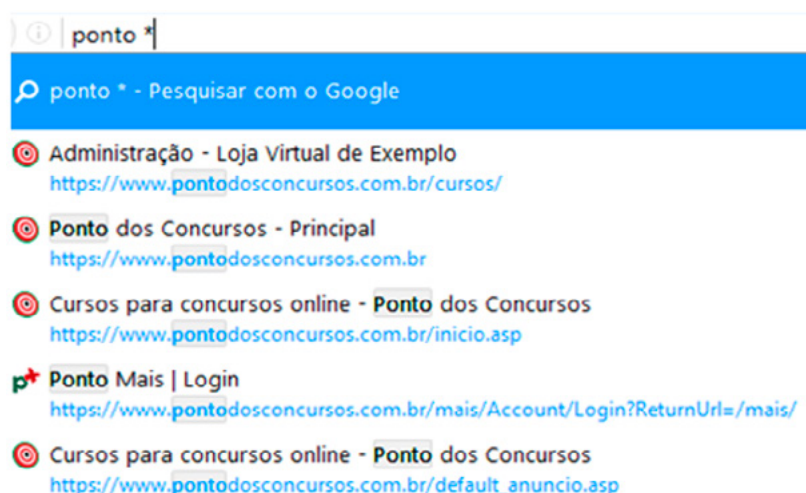 ponto *
ponto * - Pesquisar com o Google
Administração - Loja Virtual de Exemplo
https://www.pontodosconcursos.com.br/cursos/
Ponto dos Concursos - Principal
https://www.pontodosconcursos.com.br
Cursos para concursos online - Ponto dos Concursos
https://www.pontodosconcursos.com.br/inicio.asp
Ponto Mais | Login
https://www.pontodosconcursos.com.br/mais/Account/Login?ReturnUrl=/mais/
Cursos para concursos online - Ponto dos Concursos
https://www.pontodosconcursos.com.br/default_anuncio.asp